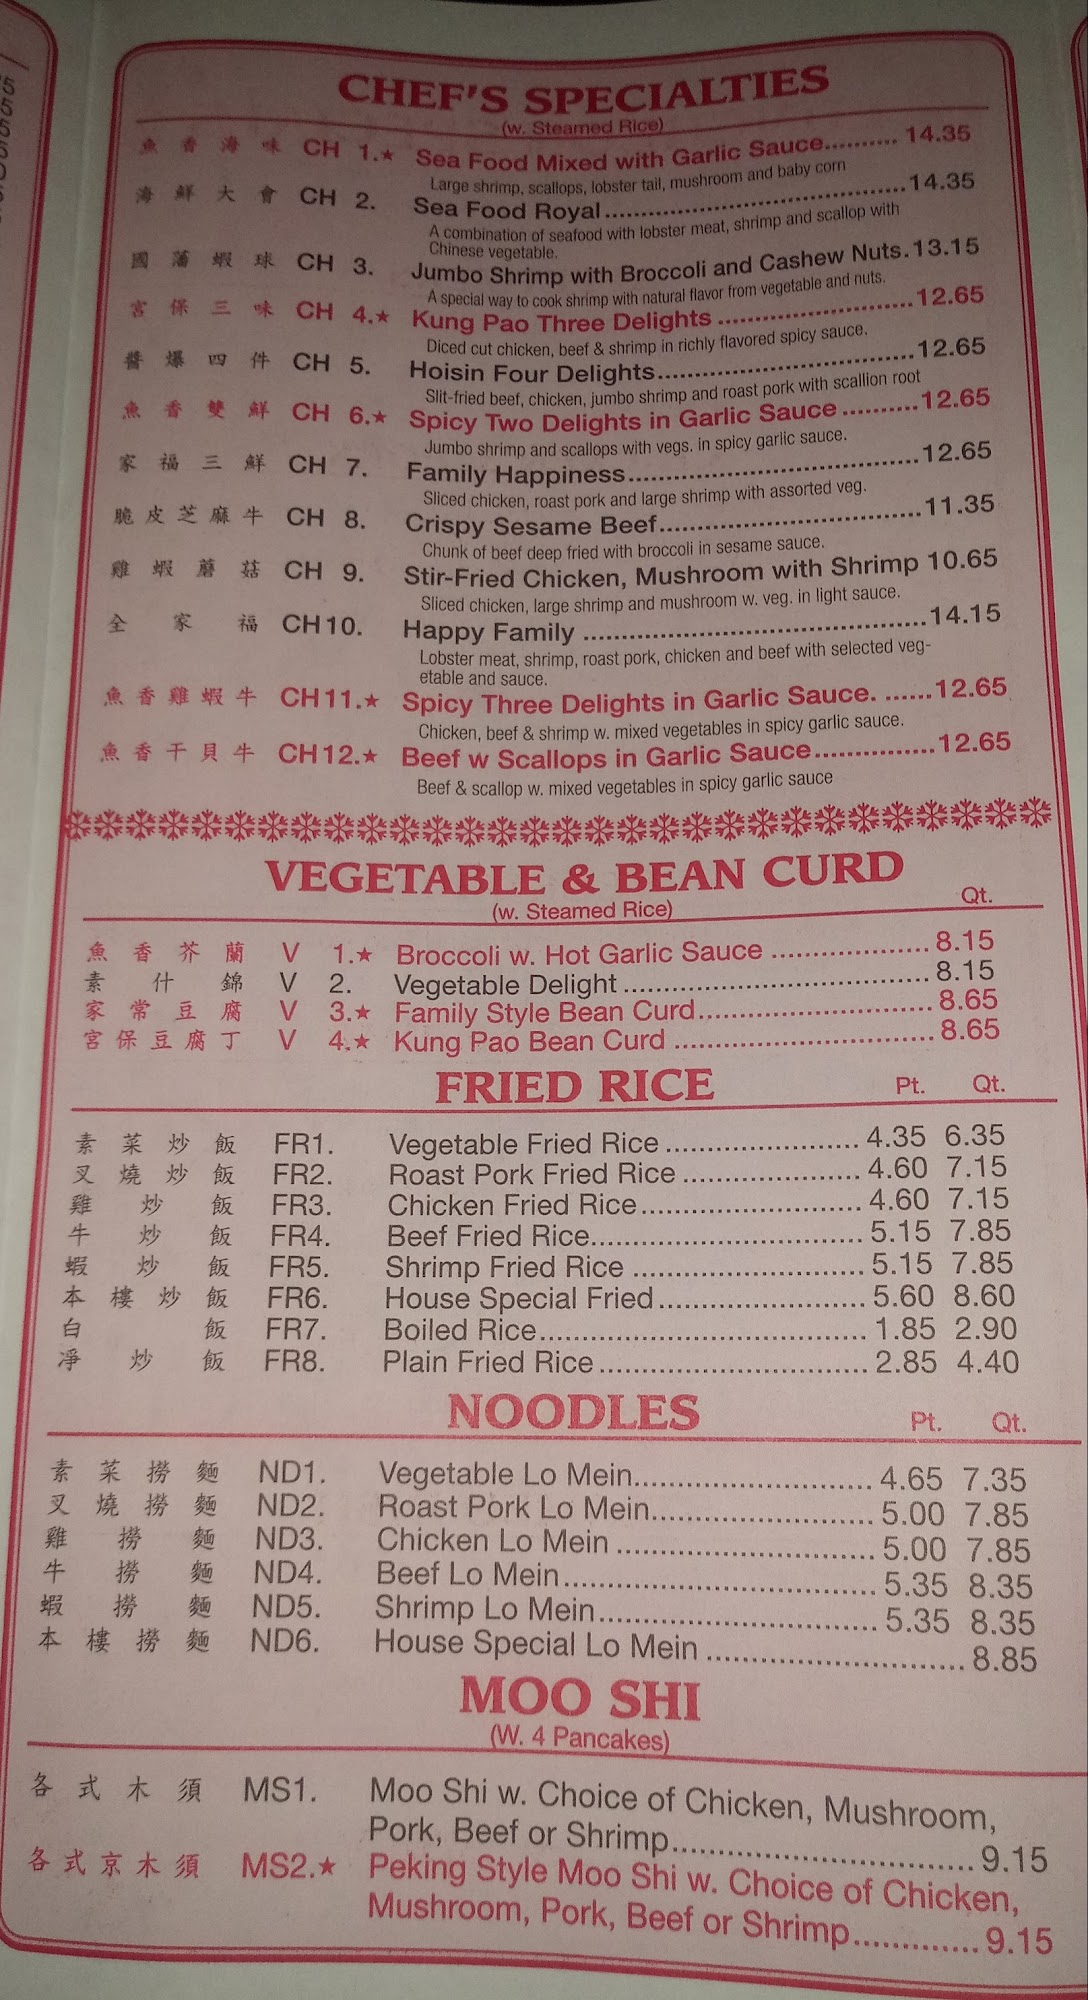 CHEF'S SPECIALTIES
(w. Steamed Rice)
魚香海味 CH 1.★ Sea Food Mixed with Garlic Sauce.......... 14.35
Large shrimp, scallops, lobster tail, mushroom and baby corn
海鮮大會 CH 2. Sea Food Royal..........14.35
A combination of seafood with lobster meat, shrimp and scallop with
Chinese vegetable.
國藩蝦球 CH 3. Jumbo Shrimp with Broccoli and Cashew Nuts.13.15
A special way to cook shrimp with natural flavor from vegetable and nuts.
宮保三味 CH 4.★ Kung Pao Three Delights ..........12.65
Diced cut chicken, beef & shrimp in richly flavored spicy sauce.
醬爆四件 CH 5. Hoisin Four Delights..........12.65
Slit-fried beef, chicken, jumbo shrimp and roast pork with scallion root
魚香雙鮮 CH 6.★ Spicy Two Delights in Garlic Sauce ..........12.65
Jumbo shrimp and scallops with vegs. in spicy garlic sauce.
家福三鮮 CH 7. Family Happiness..........12.65
Sliced chicken, roast pork and large shrimp with assorted veg.
脆皮芝麻牛 CH 8. Crispy Sesame Beef..........11.35
Chunk of beef deep fried with broccoli in sesame sauce.
雞蝦蘑菇 CH 9. Stir-Fried Chicken, Mushroom with Shrimp 10.65
Sliced chicken, large shrimp and mushroom w. veg. in light sauce.
全家福 CH10. Happy Family ..........14.15
Lobster meat, shrimp, roast pork, chicken and beef with selected veg-
etable and sauce.
魚香雞蝦牛 CH11.★ Spicy Three Delights in Garlic Sauce. .......12.65
Chicken, beef & shrimp w. mixed vegetables in spicy garlic sauce.
魚香干貝牛 CH12.★ Beef w Scallops in Garlic Sauce..........12.65
Beef & scallop w. mixed vegetables in spicy garlic sauce
VEGETABLE & BEAN CURD
(w. Steamed Rice) Qt.
魚香芥蘭 V 1.★ Broccoli w. Hot Garlic Sauce ..........8.15
素什錦 V 2. Vegetable Delight..........8.15
家常豆腐 V 3.★ Family Style Bean Curd..........8.65
宮保豆腐丁 V 4.★ Kung Pao Bean Curd ..........8.65
FRIED RICE Pt. Qt.
素菜炒飯 FR1. Vegetable Fried Rice..........4.35 6.35
叉燒炒飯 FR2. Roast Pork Fried Rice..........4.60 7.15
雞炒飯 FR3. Chicken Fried Rice..........4.60 7.15
牛炒飯 FR4. Beef Fried Rice..........5.15 7.85
蝦炒飯 FR5. Shrimp Fried Rice ..........5.15 7.85
本樓炒飯 FR6. House Special Fried..........5.60 8.60
白飯 FR7. Boiled Rice..........1.85 2.90
淨炒飯 FR8. Plain Fried Rice..........2.85 4.40
NOODLES Pt. Qt.
素菜撈麵 ND1. Vegetable Lo Mein..........4.65 7.35
叉燒撈麵 ND2. Roast Pork Lo Mein..........5.00 7.85
雞撈麵 ND3. Chicken Lo Mein ..........5.00 7.85
牛撈麵 ND4. Beef Lo Mein..........5.35 8.35
蝦撈麵 ND5. Shrimp Lo Mein..........5.35 8.35
本樓撈麵 ND6. House Special Lo Mein ..........8.85
MOO SHI
(W. 4 Pancakes)
各式木須 MS1. Moo Shi w. Choice of Chicken, Mushroom,
Pork, Beef or Shrimp..........9.15
各式京木須 MS2.★ Peking Style Moo Shi w. Choice of Chicken,
Mushroom, Pork, Beef or Shrimp..........9.15